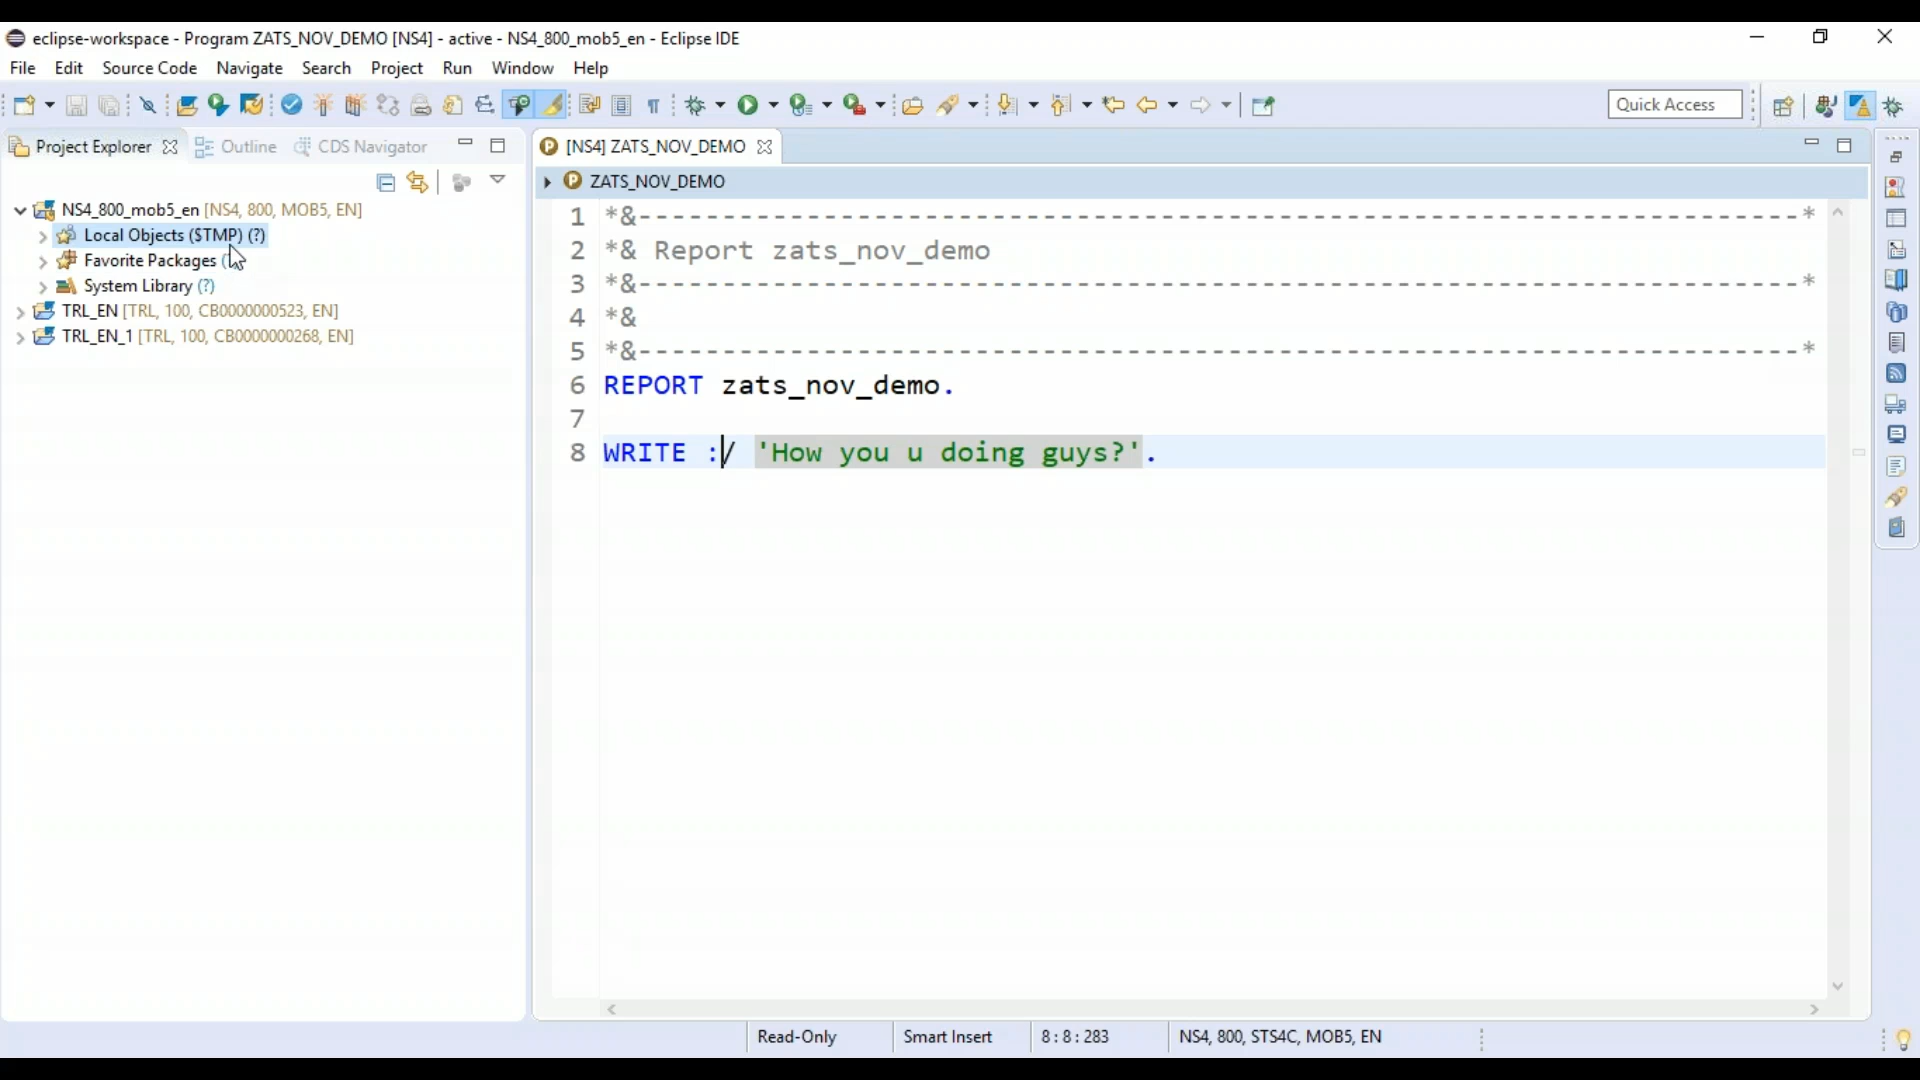 eclipse-workspace - Program ZATS_NOV_DEMO [NS4] - active - NS4_800_mob5_en - Eclipse IDE
File Edit Source Code Navigate Search Project Run Window Help
Quick Access
Project Explorer Outline CDS Navigator
[NS4] ZATS_NOV_DEMO
ZATS_NOV_DEMO
NS4_800_mob5_en [NS4, 800, MOB5, EN]
Local Objects ($TMP) (?)
Favorite Packages
System Library (?)
TRL_EN [TRL, 100, CB0000000523, EN]
TRL_EN_1 [TRL, 100, CB0000000268, EN]
1 *&---------------------------------------------------------------------*
2 *& Report zats_nov_demo
3 *&---------------------------------------------------------------------*
4 *&
5 *&---------------------------------------------------------------------*
6 REPORT zats_nov_demo.
7
8 WRITE :/ 'How you u doing guys?'.
Read-Only Smart Insert 8 : 8 : 283 NS4, 800, STS4C, MOB5, EN